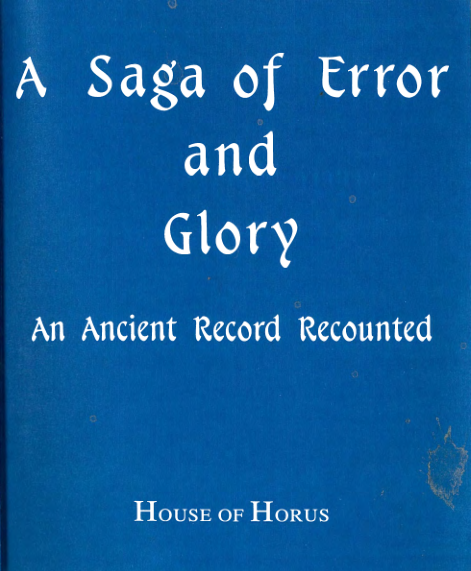 A Saga of Error
and
Glory
An Ancient Record Recounted
House of Horus